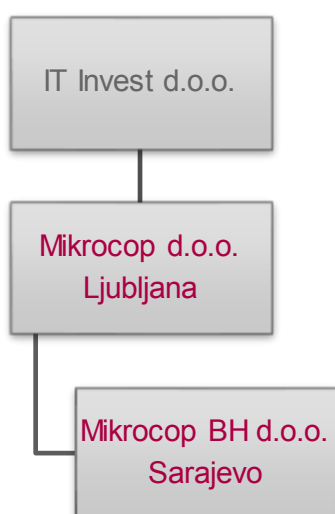 IT Invest d.o.o.
Mikrocop d.o.o.
Ljubljana
Mikrocop BH d.o.o.
Sarajevo